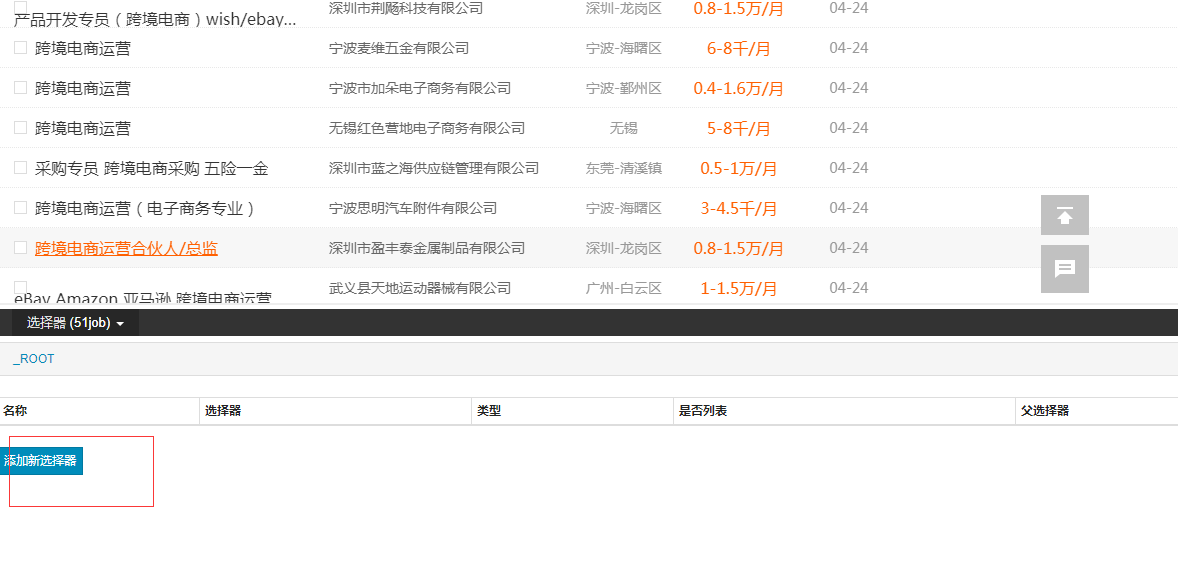 深圳市荆飚科技有限公司 深圳-龙岗区 0.8-1.5万/月 04-24
产品开发专员（跨境电商）wish/ebay...
跨境电商运营 宁波麦维五金有限公司 宁波-海曙区 6-8千/月 04-24
跨境电商运营 宁波市加朵电子商务有限公司 宁波-鄞州区 0.4-1.6万/月 04-24
跨境电商运营 无锡红色营地电子商务有限公司 无锡 5-8千/月 04-24
采购专员 跨境电商采购 五险一金 深圳市蓝之海供应链管理有限公司 东莞-清溪镇 0.5-1万/月 04-24
跨境电商运营（电子商务专业） 宁波思明汽车附件有限公司 宁波-海曙区 3-4.5千/月 04-24
跨境电商运营合伙人/总监 深圳市盈丰泰金属制品有限公司 深圳-龙岗区 0.8-1.5万/月 04-24
武义县天地运动器械有限公司 广州-白云区 1-1.5万/月 04-24
eBay Amazon 亚马逊 跨境电商运营
选择器 (51job)
_ROOT
名称 选择器 类型 是否列表 父选择器
添加新选择器